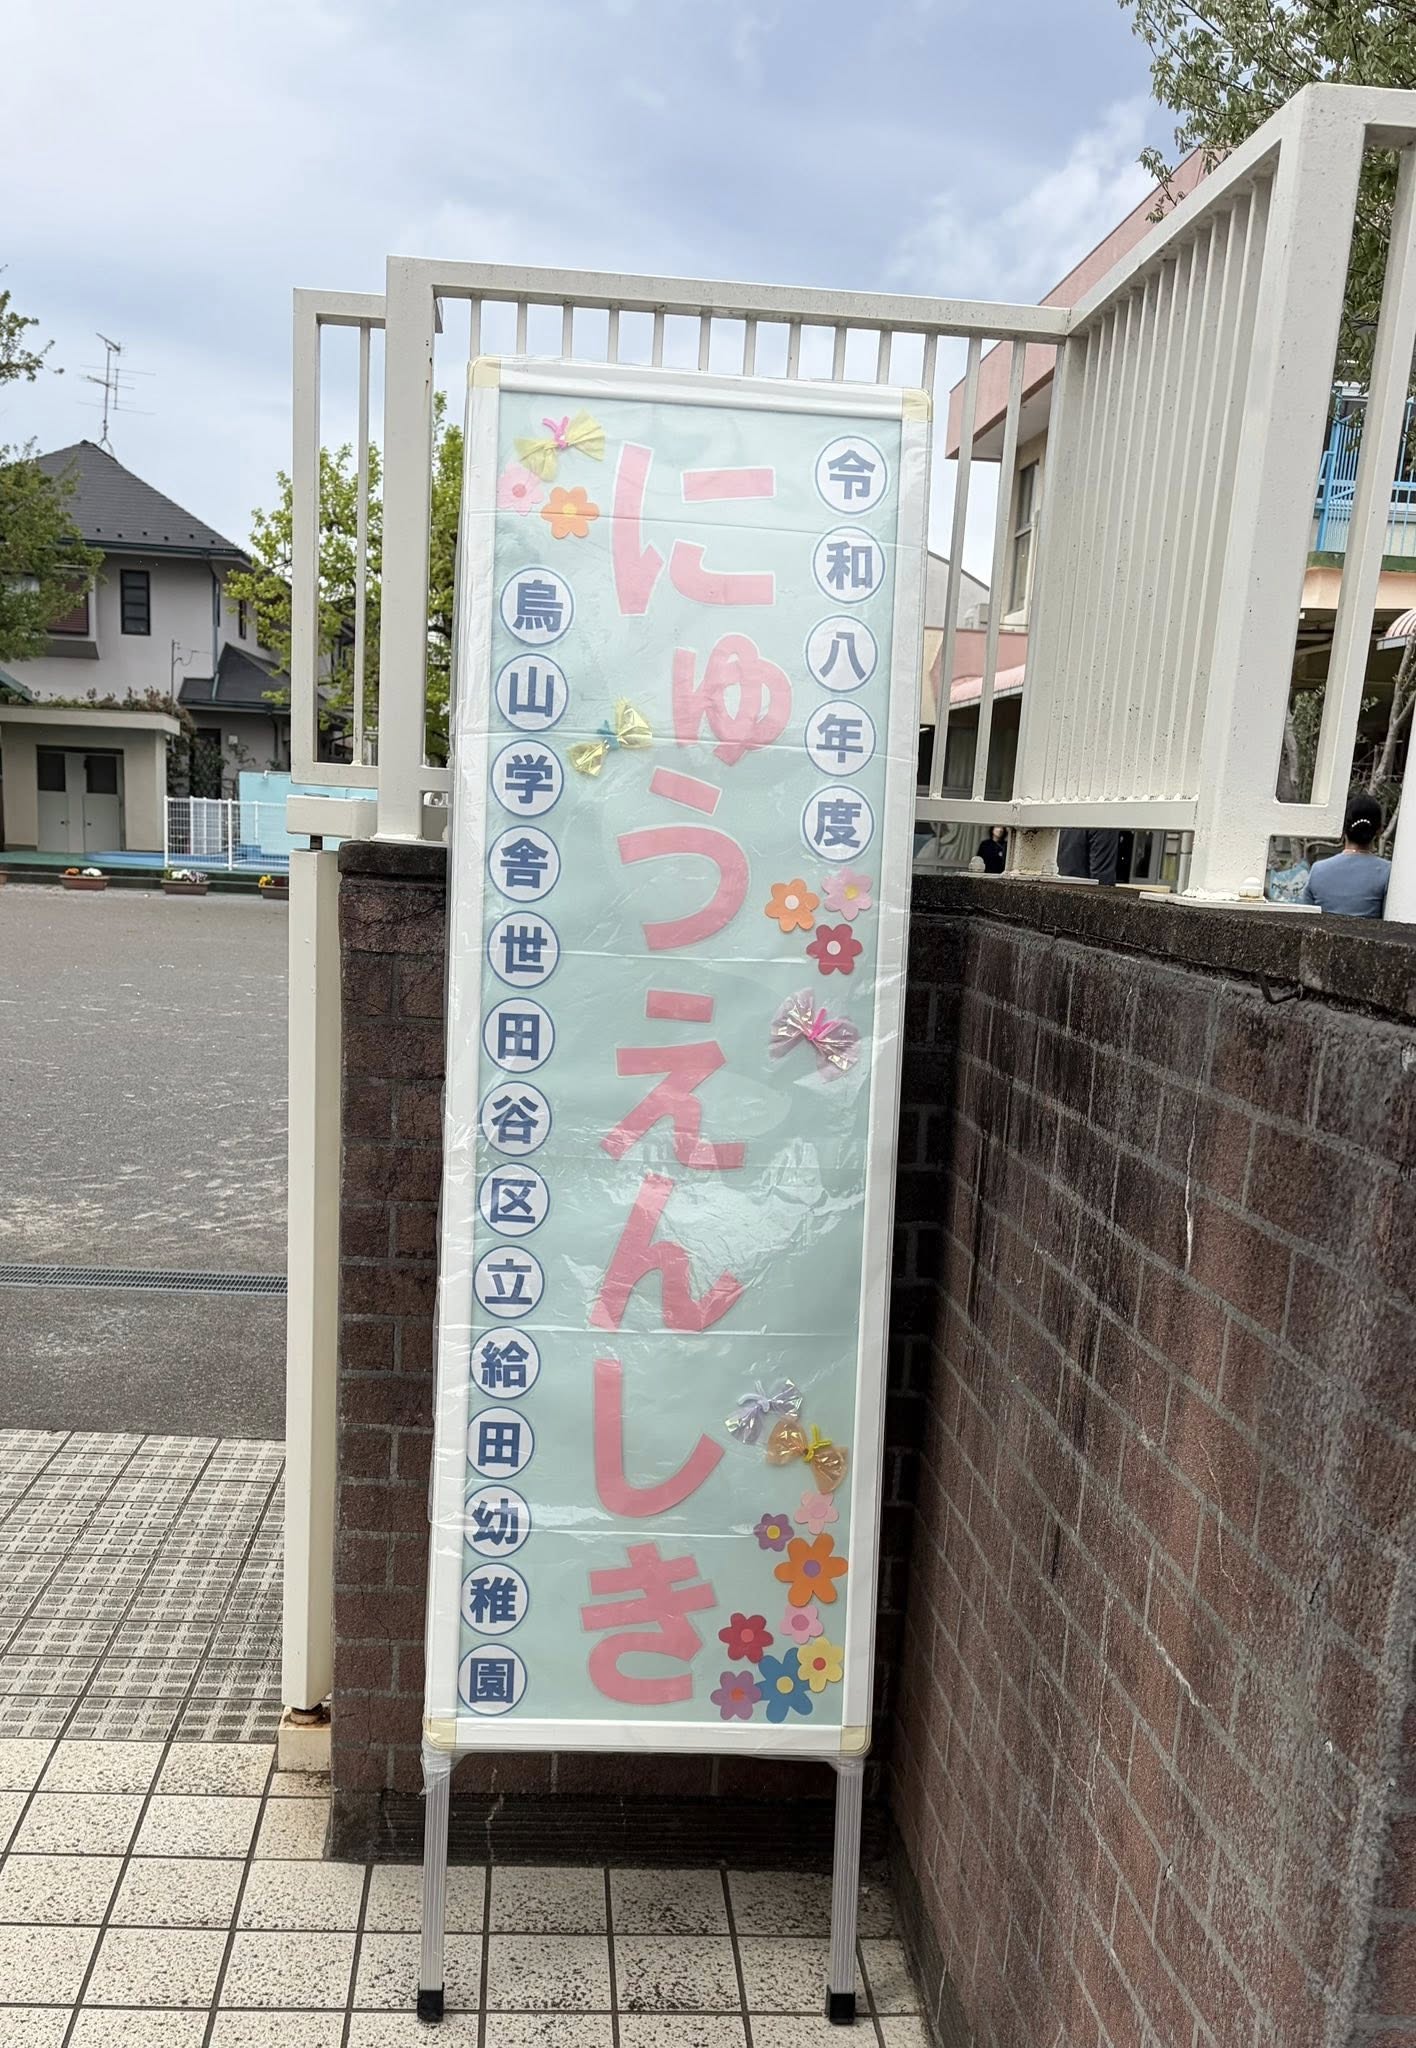 令和八年度
にゅうえんしき
烏山学舎世田谷区立給田幼稚園